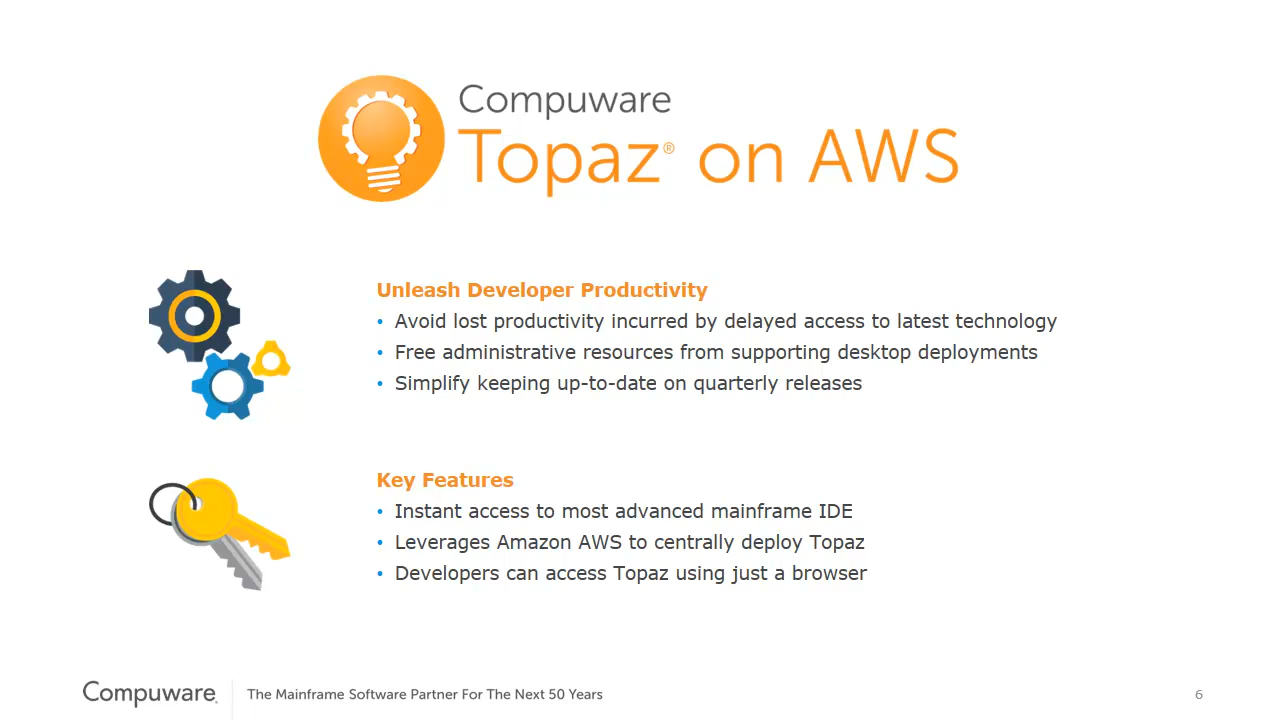 Compuware
Topaz® on AWS
Unleash Developer Productivity
• Avoid lost productivity incurred by delayed access to latest technology
• Free administrative resources from supporting desktop deployments
• Simplify keeping up-to-date on quarterly releases
Key Features
• Instant access to most advanced mainframe IDE
• Leverages Amazon AWS to centrally deploy Topaz
• Developers can access Topaz using just a browser
Compuware. The Mainframe Software Partner For The Next 50 Years 6